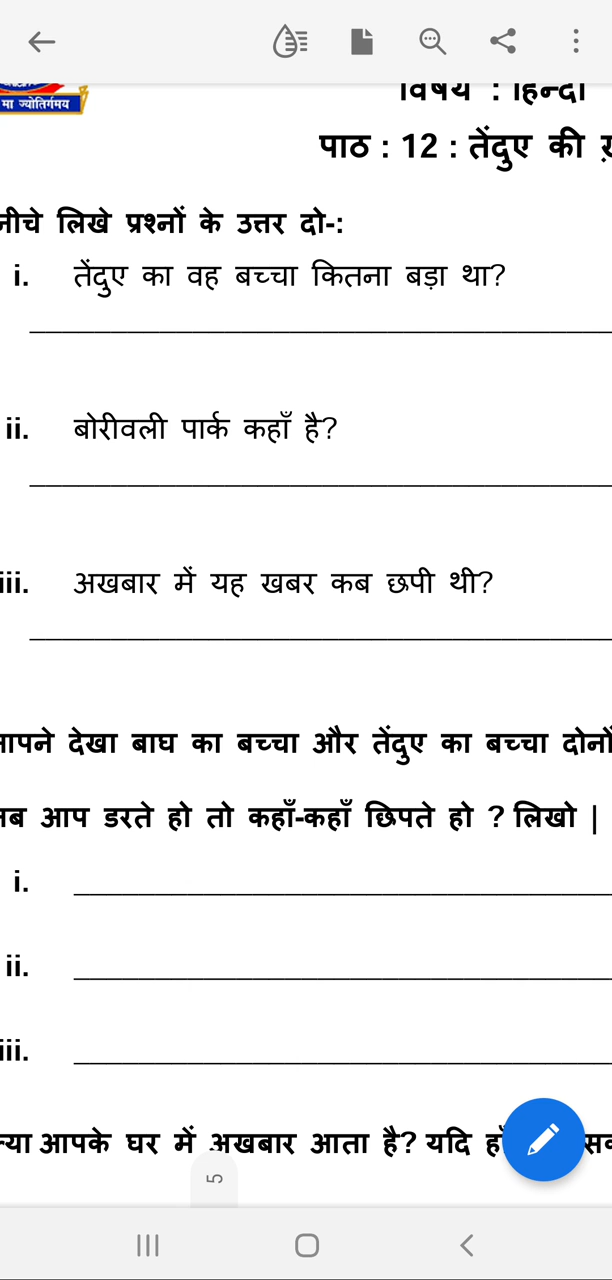 मा ज्योतिर्गमय
विषय : हिन्दी
पाठ : 12 : तेंदुए की
नीचे लिखे प्रश्नों के उत्तर दो-:
i. तेंदुए का वह बच्चा कितना बड़ा था?
ii. बोरीवली पार्क कहाँ है?
iii. अखबार में यह खबर कब छपी थी?
आपने देखा बाघ का बच्चा और तेंदुए का बच्चा दोनों
जब आप डरते हो तो कहाँ-कहाँ छिपते हो ? लिखो |
i.
ii.
iii.
क्या आपके घर में अखबार आता है? यदि हाँ
5